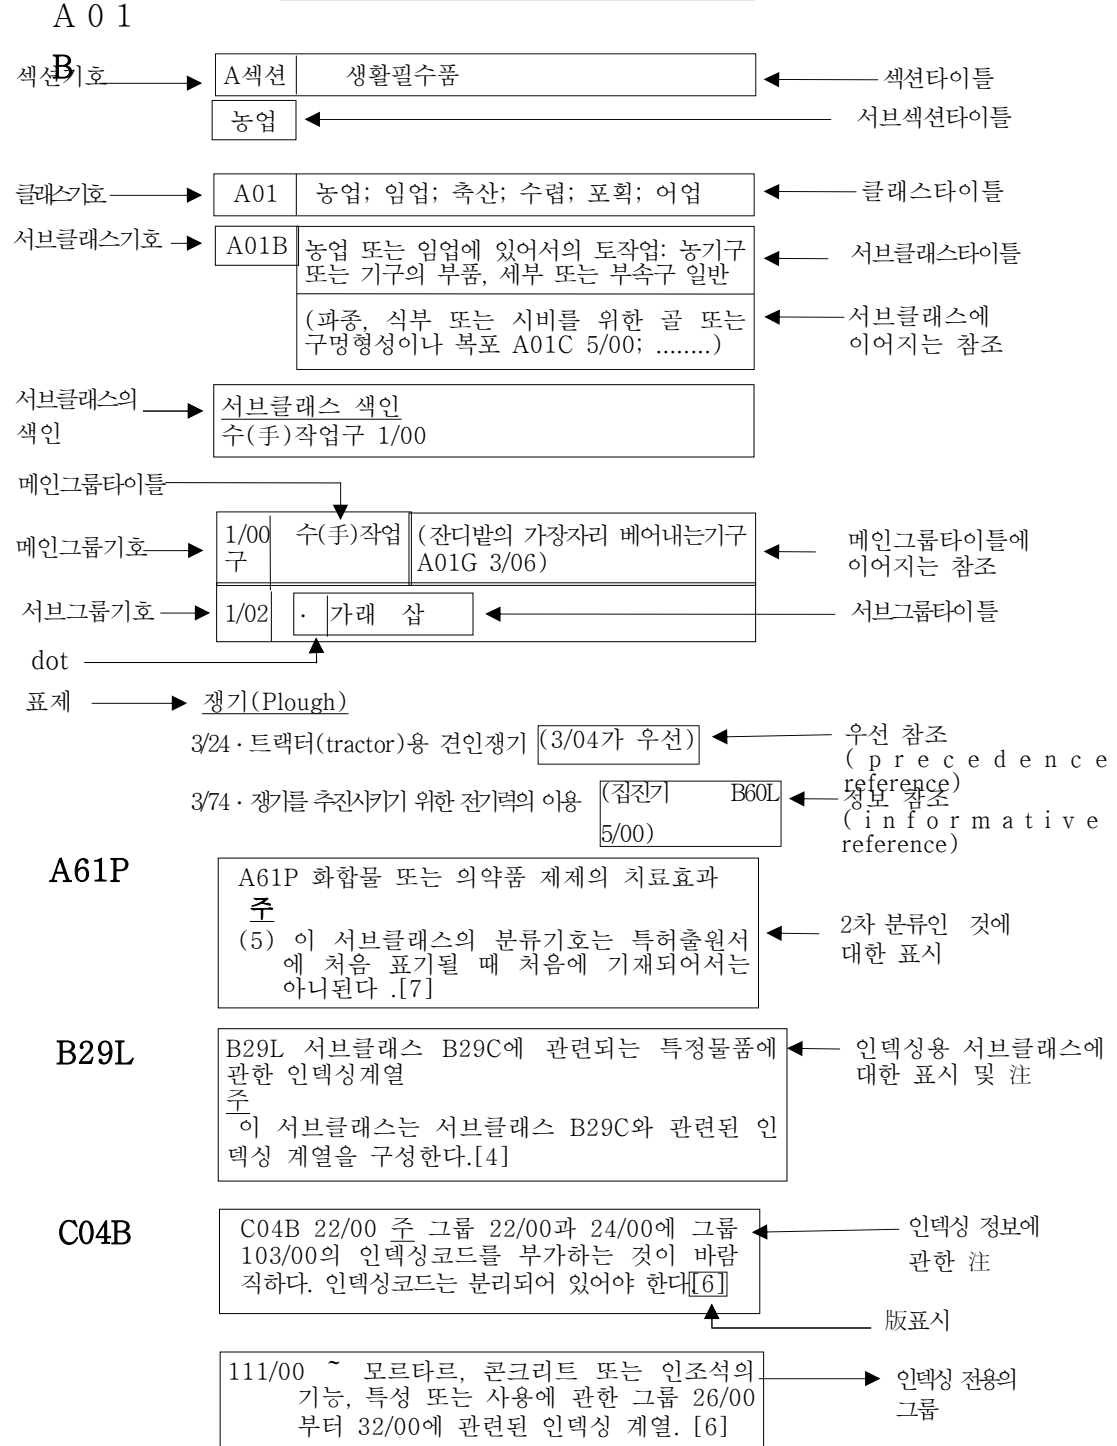 A01
B
섹션기호
A섹션 생활필수품
섹션타이틀
농업
서브섹션타이틀
클래스기호
A01 농업; 임업; 축산; 수렵; 포획; 어업
클래스타이틀
서브클래스기호
A01B
농업 또는 임업에 있어서의 토작업: 농기구
또는 기구의 부품, 세부 또는 부속구 일반
서브클래스타이틀
(파종, 식부 또는 시비를 위한 골 또는
구멍형성이나 복포 A01C 5/00; ........)
서브클래스에
이어지는 참조
서브클래스의
색인
서브클래스 색인
수(手)작업구 1/00
메인그룹타이틀
메인그룹기호
1/00 수(手)작업
구
(잔디밭의 가장자리 베어내는기구
A01G 3/06)
메인그룹타이틀에
이어지는 참조
서브그룹기호
1/02 · 가래 삽
서브그룹타이틀
dot
표제
쟁기(Plough)
3/24 · 트랙터(tractor)용 견인쟁기 (3/04가 우선)
우선 참조
(precedence
reference)
3/74 · 쟁기를 추진시키기 위한 전기력의 이용
(집진기 B60L
5/00)
정보 참조
(informative
reference)
A61P
A61P 화합물 또는 의약품 제제의 치료효과
주
(5) 이 서브클래스의 분류기호는 특허출원서
에 처음 표기될 때 처음에 기재되어서는
아니된다 .[7]
2차 분류인 것에
대한 표시
B29L
B29L 서브클래스 B29C에 관련되는 특정물품에
관한 인덱싱계열
주
이 서브클래스는 서브클래스 B29C와 관련된 인
덱싱 계열을 구성한다.[4]
인덱싱용 서브클래스에
대한 표시 및 注
C04B
C04B 22/00 주 그룹 22/00과 24/00에 그룹
103/00의 인덱싱코드를 부가하는 것이 바람
직하다. 인덱싱코드는 분리되어 있어야 한다.[6]
인덱싱 정보에
관한 注
版표시
111/00 ~ 모르타르, 콘크리트 또는 인조석의
기능, 특성 또는 사용에 관한 그룹 26/00
부터 32/00에 관련된 인덱싱 계열. [6]
인덱싱 전용의
그룹